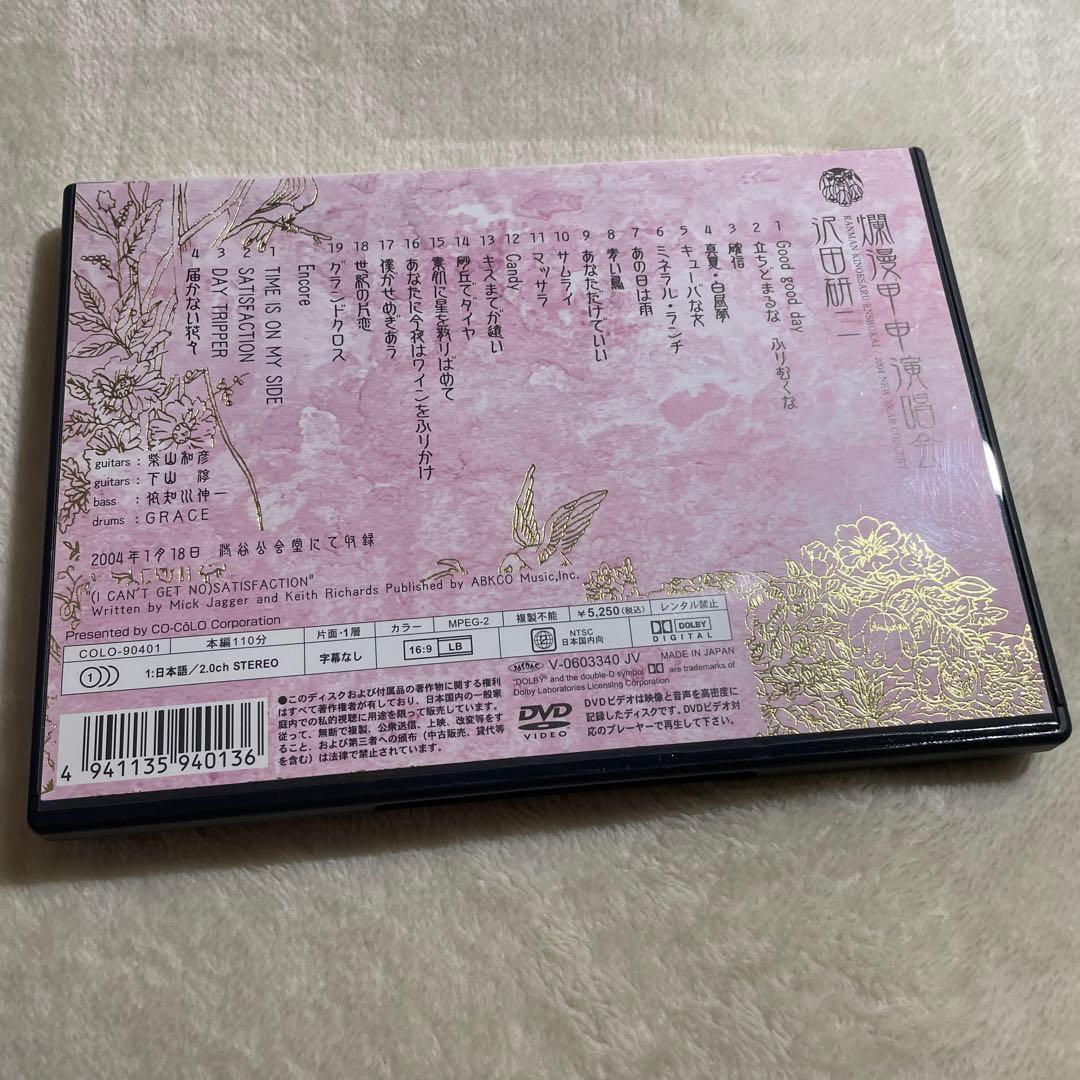 爛漫甲申演唱会
RANMAN KINOESARU ENSHOKAI 2004 NEW YEAR CONCERT
沢田研二
1 Good good day
2 立ちどまるな ふりむくな
3 確信
4 真夏・白昼夢
5 キューバな女
6 ミネラル・ランチ
7 あの日は雨
8 青い鳥
9 あなただけでいい
10 サムライ
11 マッサラ
12 Candy
13 キスまでが遠い
14 砂丘でダイヤ
15 素肌に星を散りばめて
16 あなたに今夜はワインをふりかけ
17 僕がせめぎあう
18 世紀の片恋
19 グランドクロス
Encore
1 TIME IS ON MY SIDE
2 SATISFACTION
3 DAY TRIPPER
4 届かない花々
guitars : 柴山和彦
guitars : 下山 淳
bass : 依知川伸一
drums : GRACE
2004年1月18日 渋谷公会堂にて収録
"(I CAN'T GET NO)SATISFACTION"
Written by Mick Jagger and Keith Richards Published by ABKCO Music,Inc.
Presented by CO-CōLO Corporation
COLO-90401 本編110分 片面・1層 カラー MPEG-2 複製不能 ¥5,250(税込) レンタル禁止
1 1:日本語/2.0ch STEREO 字幕なし 16:9 LB 2 NTSC 日本国内向 DOLBY DIGITAL
V-0603340 JV MADE IN JAPAN
"DOLBY" and the double-D symbol are trademarks of
Dolby Laboratories Licensing Corporation
●このディスクおよび付属品の著作物に関する権利
はすべて著作権者が有しており、日本国内の一般家
庭内での私的視聴に用途を限って販売しています。
従って、無断で複製、公衆送信、上映、改変等をす
ること、および第三者への頒布（中古販売、貸代等
を含む）は法律で禁止されています。
DVD
VIDEO
DVDビデオは映像と音声を高密度に
記録したディスクです。DVDビデオ対
応のプレーヤーで再生して下さい。
4 941135 940136